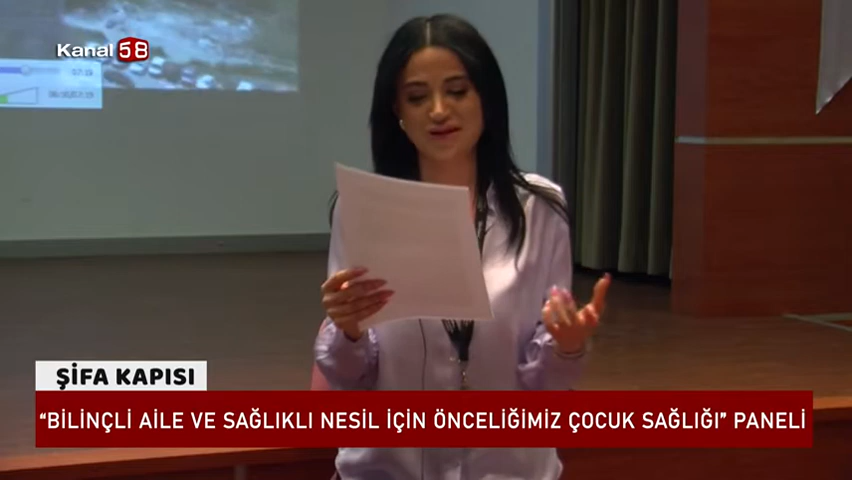 Kanal 58
ŞİFA KAPISI
“BİLİNÇLİ AİLE VE SAĞLIKLI NESİL İÇİN ÖNCELİĞİMİZ ÇOCUK SAĞLIĞI” PANELİ